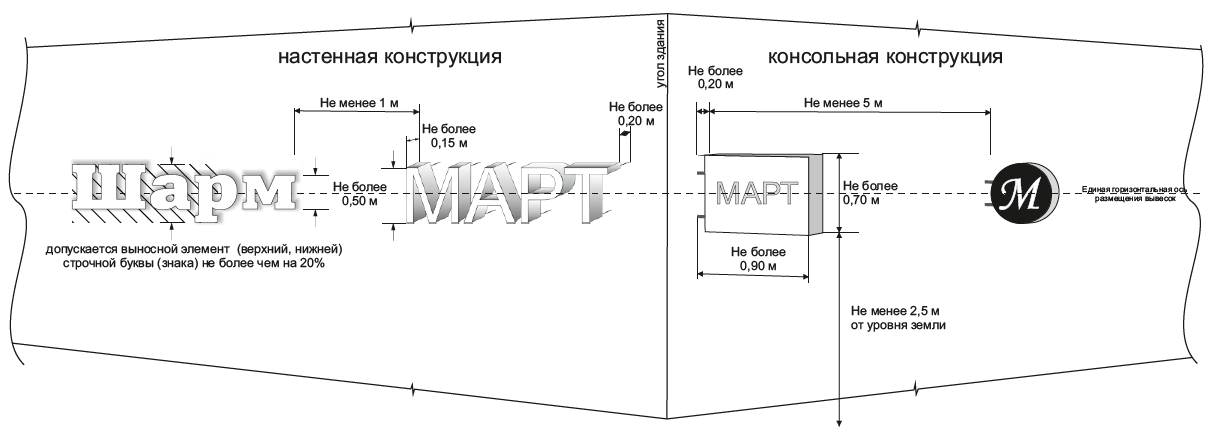 настенная конструкция
угол здания
консольная конструкция
Не менее 1 м
Не более
0,15 м
Не более
0,20 м
Не более
0,20 м
Не менее 5 м
Шарм
Не более
0,50 м
МАРТ
МАРТ
Не более
0,70 м
М
Единая горизонтальная ось
размещения вывесок
допускается выносной элемент (верхний, нижней)
строчной буквы (знака) не более чем на 20%
Не более
0,90 м
Не менее 2,5 м
от уровня земли